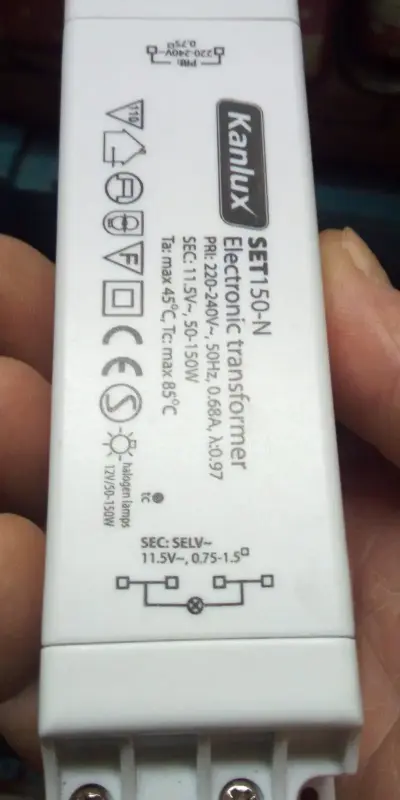 PRI:
220-240V~
0.75
Kanlux
SET150-N
Electronic transformer
PRI: 220-240V~, 50Hz, 0.68A, λ:0.97
SEC: 11.5V~, 50-150W
Ta: max 45°C, Tc: max 85°C
110
F
CE
S
halogen lamps
12V/50-150W
tc
SEC: SELV~
11.5V~, 0.75-1.5